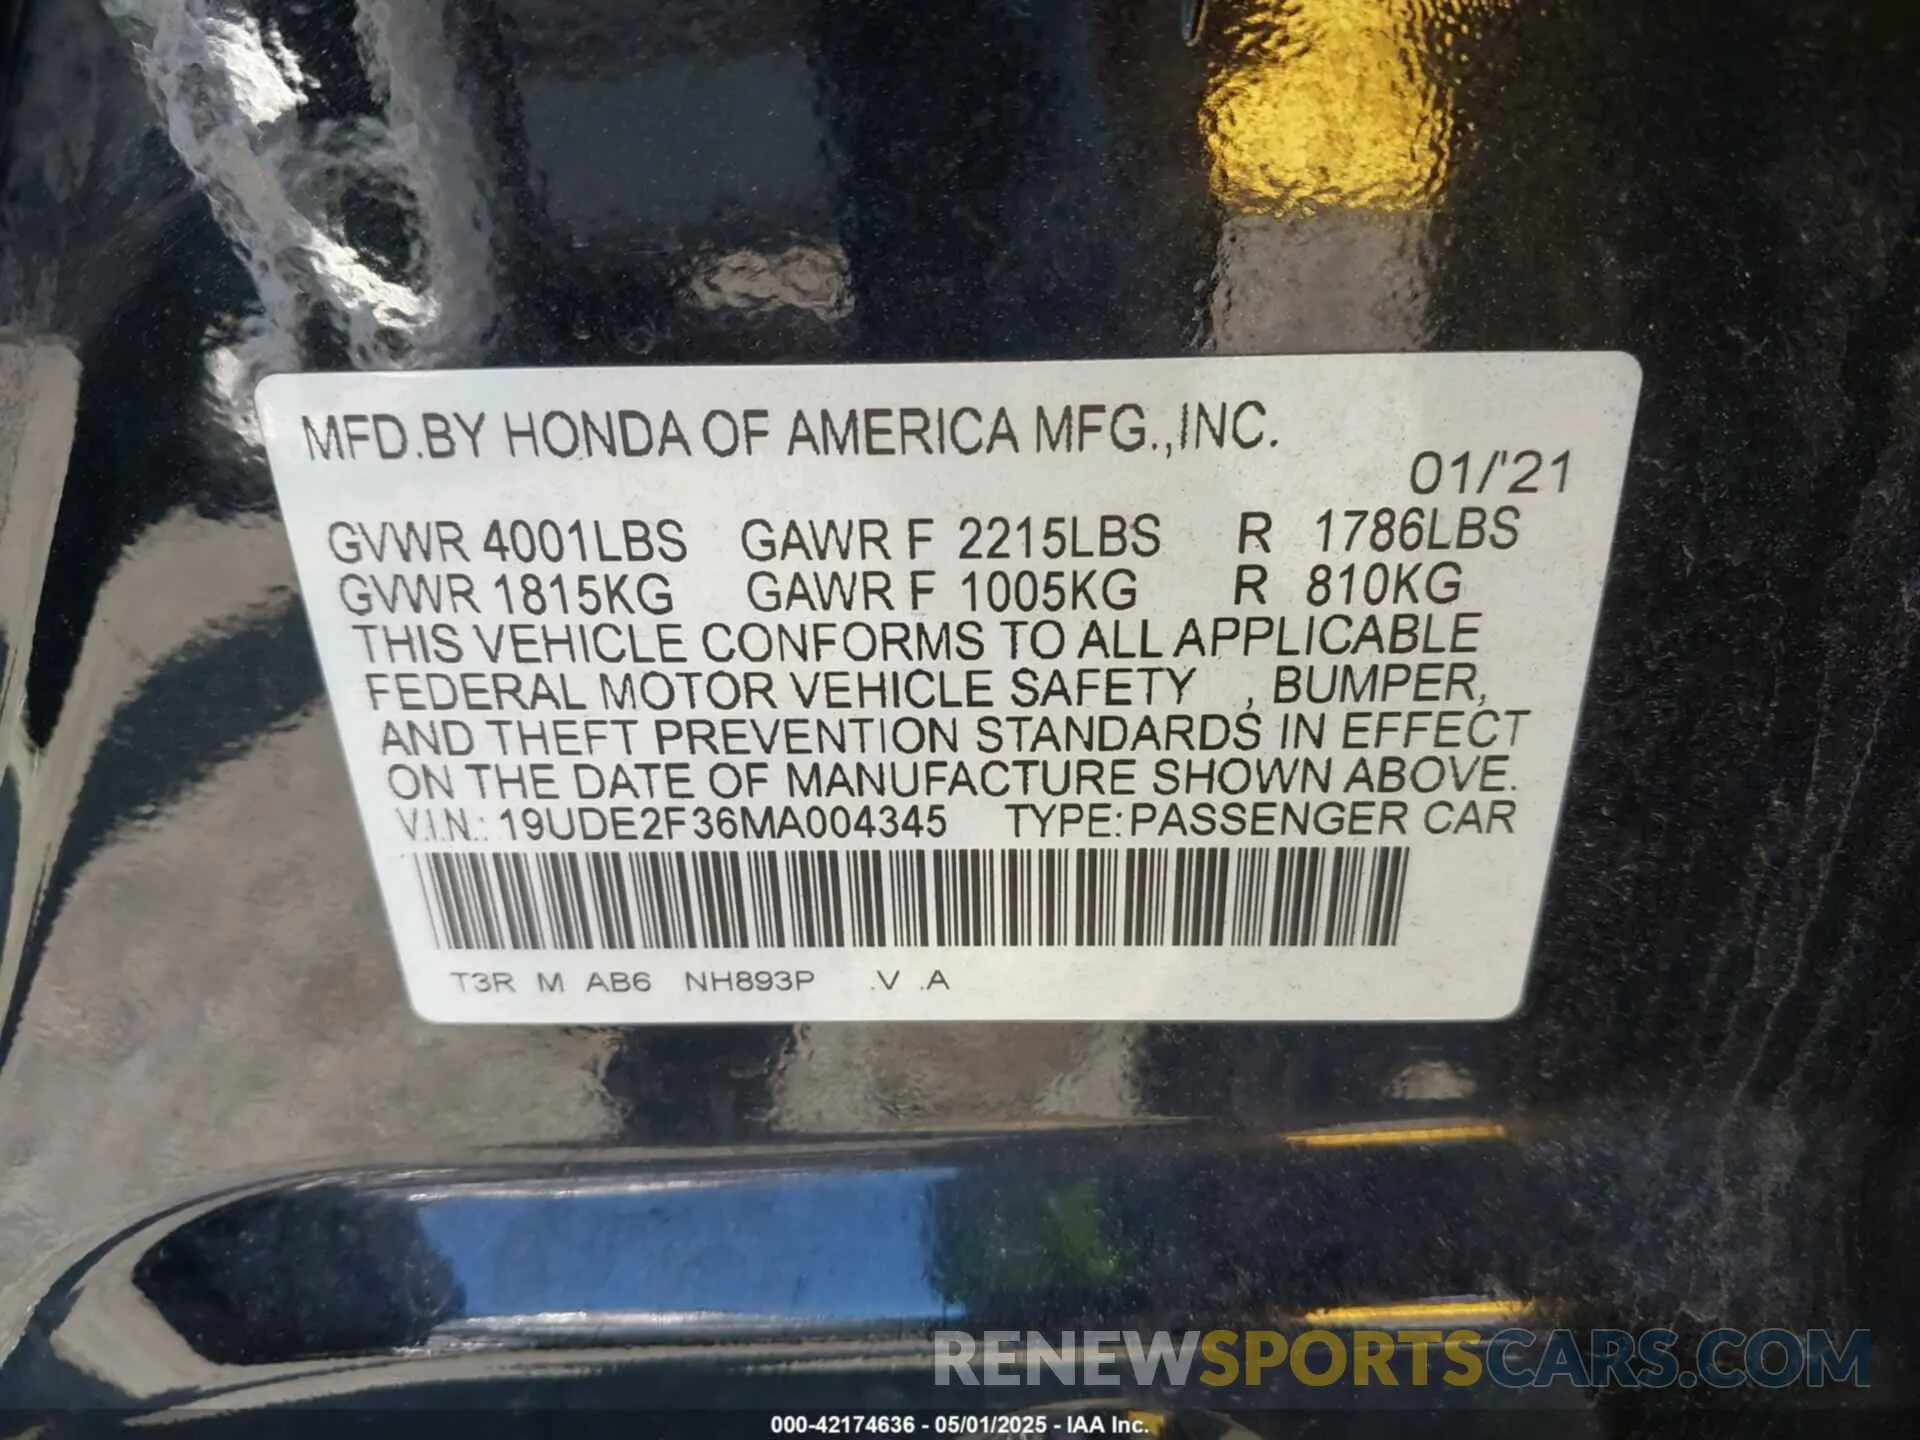 MFD.BY HONDA OF AMERICA MFG.,INC.
01/'21
GVWR 4001LBS GAWR F 2215LBS R 1786LBS
GVWR 1815KG GAWR F 1005KG R 810KG
THIS VEHICLE CONFORMS TO ALL APPLICABLE
FEDERAL MOTOR VEHICLE SAFETY , BUMPER,
AND THEFT PREVENTION STANDARDS IN EFFECT
ON THE DATE OF MANUFACTURE SHOWN ABOVE.
V.I.N.: 19UDE2F36MA004345 TYPE:PASSENGER CAR
T3R M AB6 NH893P .V .A
RENEWSPORTSCARS.COM
000-42174636 - 05/01/2025 - IAA Inc.